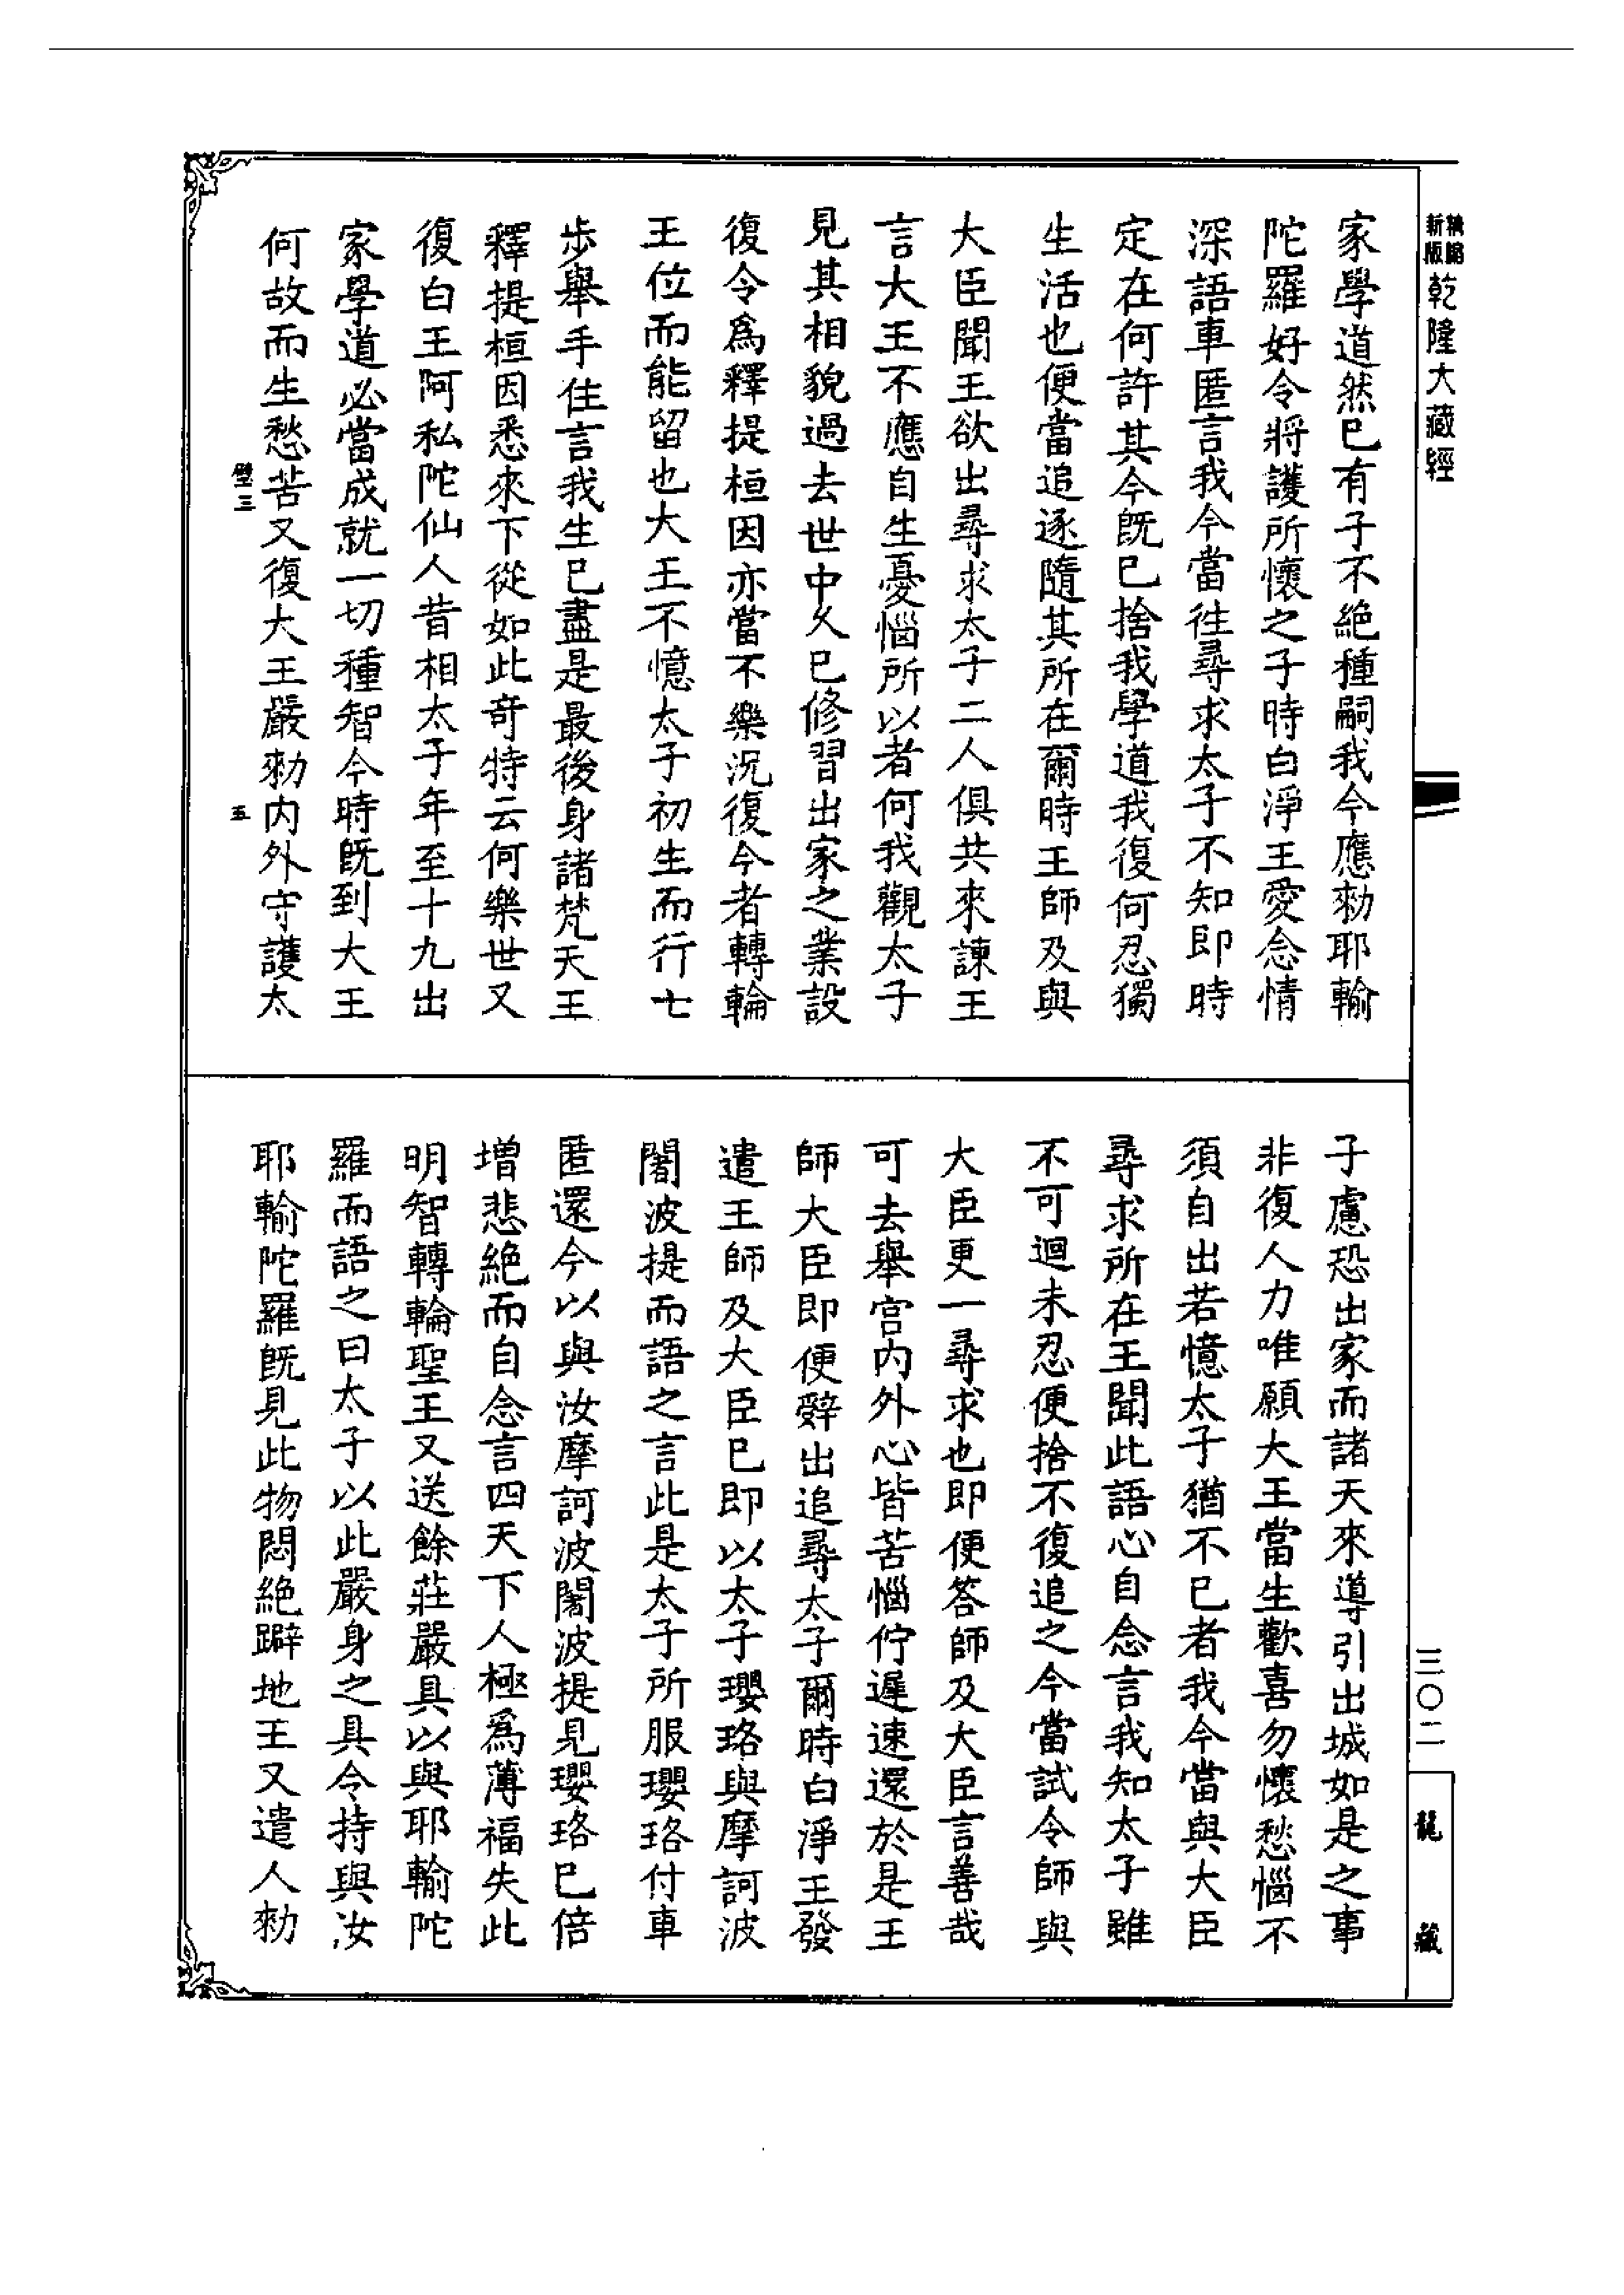 新版精縮乾隆大藏經
家學道然巳有子不絕種嗣我今應勑耶輸
陀羅好令將護所懷之子時白淨王愛念情
深語車匿言我今當往尋求太子不知即時
定在何許其今旣巳捨我學道我復何忍獨
生活也便當追逐隨其所在爾時王師及與
大臣聞王欲出尋求太子二人俱共來諫王
言大王不應自生憂惱所以者何我觀太子
見其相貌過去世中久巳修習出家之業設
復令爲釋提桓因亦當不樂況復今者轉輪
王位而能留也大王不憶太子初生而行七
步舉手住言我生巳盡是最後身諸梵天王
釋提桓因悉來下從如此奇特云何樂世又
復白王阿私陀仙人昔相太子年至十九出
家學道必當成就一切種智今時旣到大王
何故而生愁苦又復大王嚴勑内外守護太
壁三
五
子慮恐出家而諸天來導引出城如是之事
非復人力唯願大王當生歡喜勿懷愁惱不
須自出若憶太子猶不巳者我今當與大臣
尋求所在王聞此語心自念言我知太子雖
不可迴未忍便捨不復追之今當試令師與
大臣更一尋求也即便答師及大臣言善哉
可去舉宫内外心皆苦惱佇遲速還於是王
師大臣即便辭出追尋太子爾時白淨王發
遣王師及大臣巳即以太子瓔珞與摩訶波
闍波提而語之言此是太子所服瓔珞付車
匿還今以與汝摩訶波闍波提見瓔珞巳倍
增悲絕而自念言四天下人極爲薄福失此
明智轉輪聖王又送餘莊嚴具以與耶輸陀
羅而語之曰太子以此嚴身之具令持與汝
耶輸陀羅旣見此物悶絕躃地王又遣人勑
三〇二
龍藏